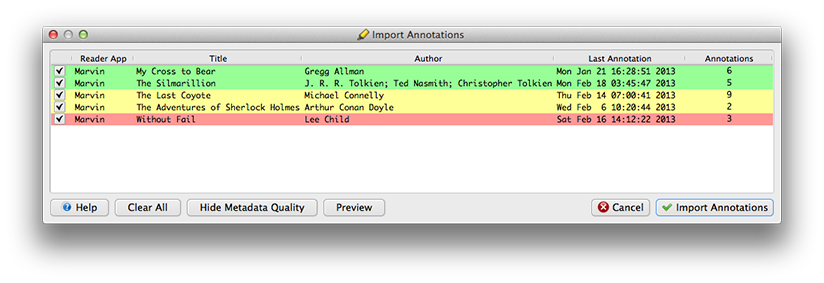 Import Annotations
Reader App Title Author Last Annotation Annotations
Marvin My Cross to Bear Gregg Allman Mon Jan 21 16:28:51 2013 6
Marvin The Silmarillion J. R. R. Tolkien; Ted Nasmith; Christopher Tolkien Mon Feb 18 03:45:47 2013 5
Marvin The Last Coyote Michael Connelly Thu Feb 14 07:00:41 2013 9
Marvin The Adventures of Sherlock Holmes Arthur Conan Doyle Wed Feb 6 10:20:44 2013 2
Marvin Without Fail Lee Child Sat Feb 16 14:12:22 2013 3
Help Clear All Hide Metadata Quality Preview Cancel Import Annotations